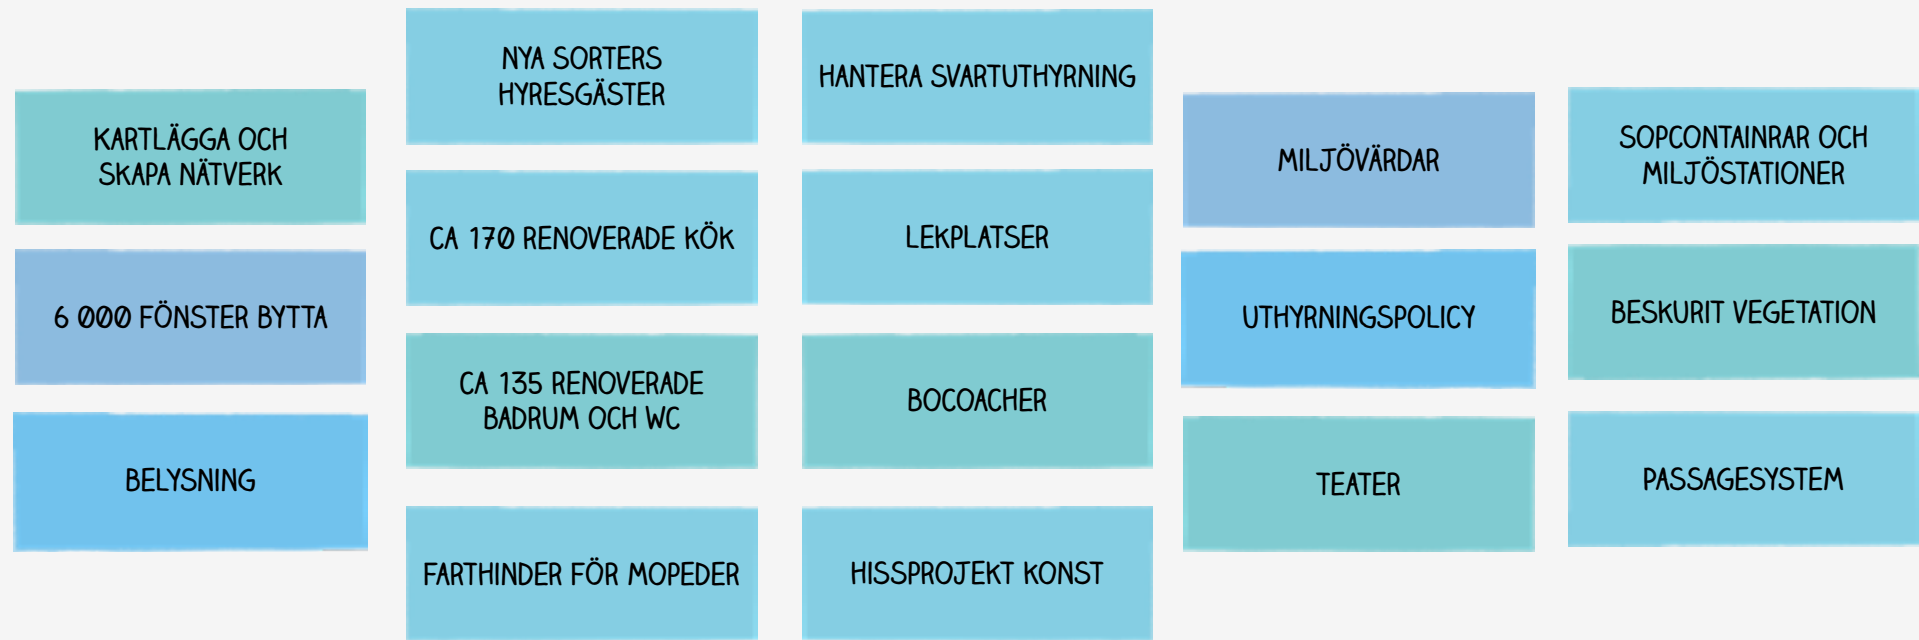 KARTLÄGGA OCH
SKAPA NÄTVERK
6 000 FÖNSTER BYTTA
BELYSNING
NYA SORTERS
HYRESGÄSTER
CA 170 RENOVERADE KÖK
CA 135 RENOVERADE
BADRUM OCH WC
FARTHINDER FÖR MOPEDER
HANTERA SVARTUTHYRNING
LEKPLATSER
BOCOACHER
HISSPROJEKT KONST
MILJÖVÄRDAR
UTHYRNINGSPOLICY
TEATER
SOPCONTAINRAR OCH
MILJÖSTATIONER
BESKURIT VEGETATION
PASSAGESYSTEM